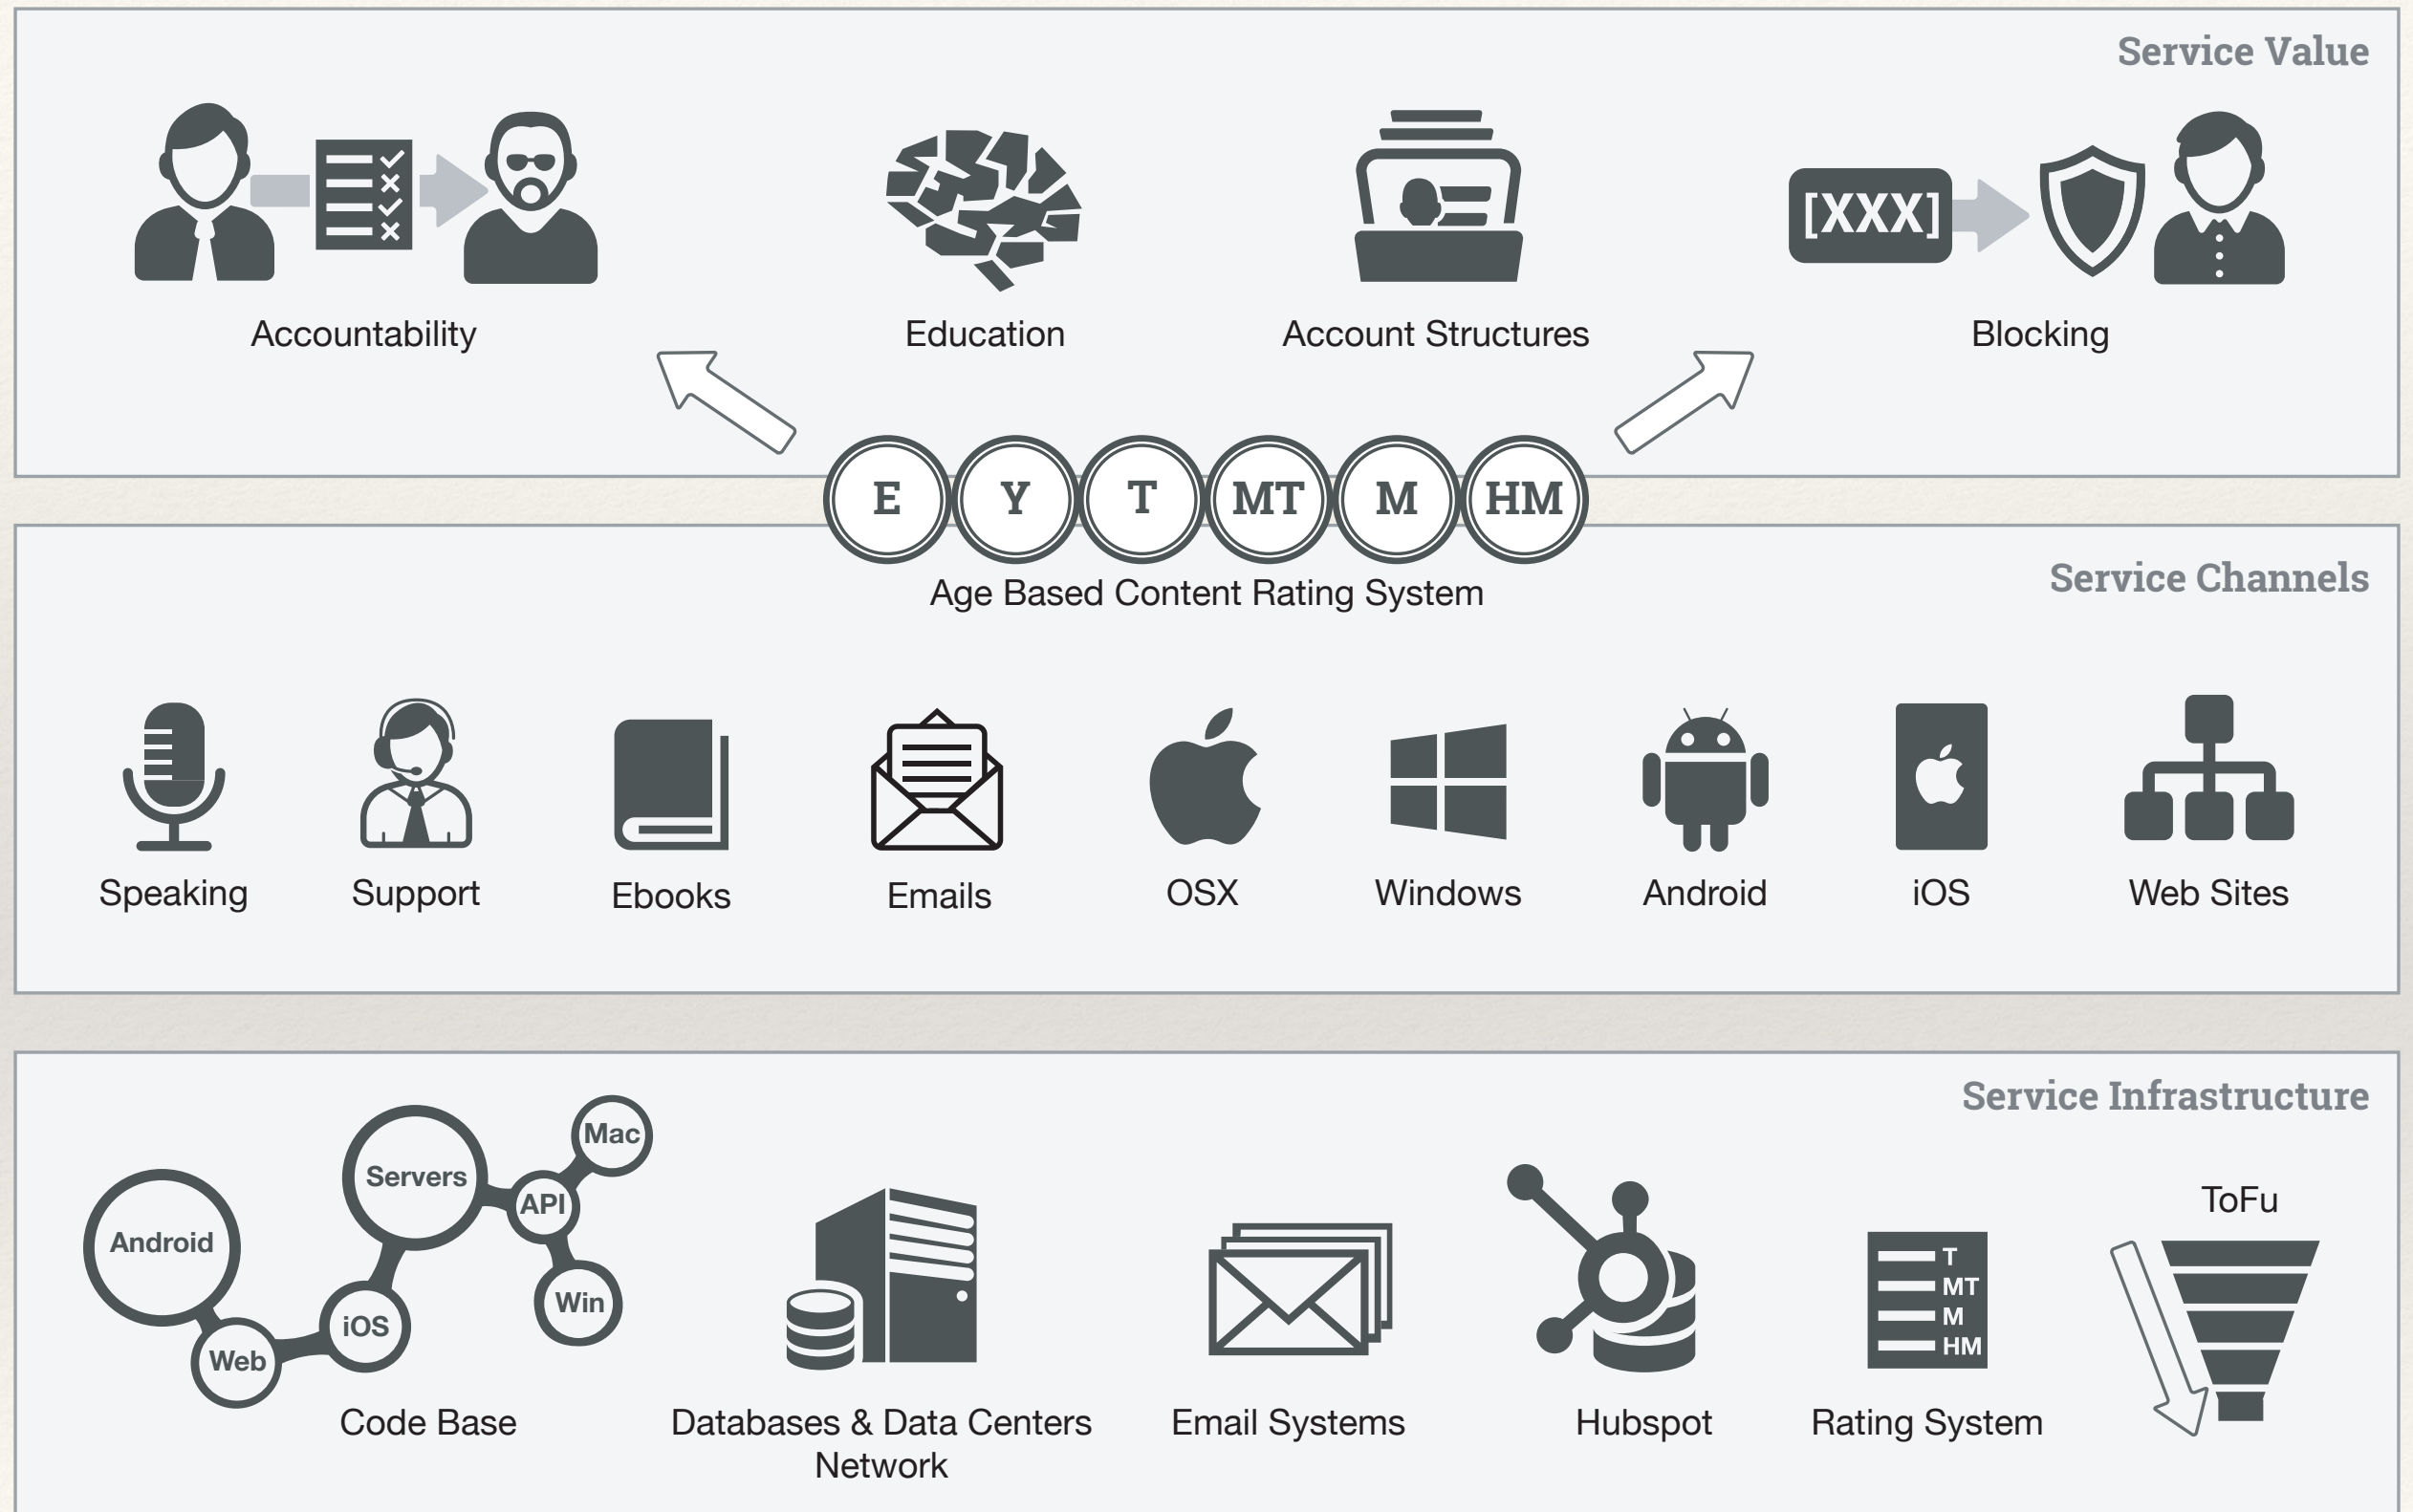 Service Value
[XXX]
Accountability
Education
Account Structures
Blocking
E
Y
T
MT
M
HM
Age Based Content Rating System
Service Channels
Speaking
Support
Ebooks
Emails
OSX
Windows
Android
iOS
Web Sites
Service Infrastructure
Android
Web
iOS
Servers
API
Mac
Win
Code Base
Databases & Data Centers
Network
Email Systems
Hubspot
T
MT
M
HM
Rating System
ToFu